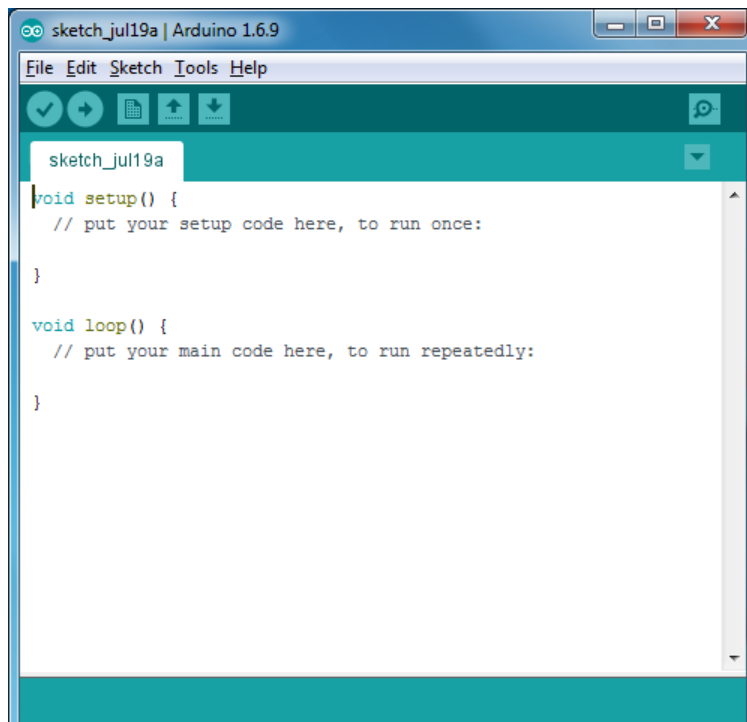 sketch_jul19a | Arduino 1.6.9
File Edit Sketch Tools Help
sketch_jul19a
void setup() {
  // put your setup code here, to run once:
}
void loop() {
  // put your main code here, to run repeatedly:
}